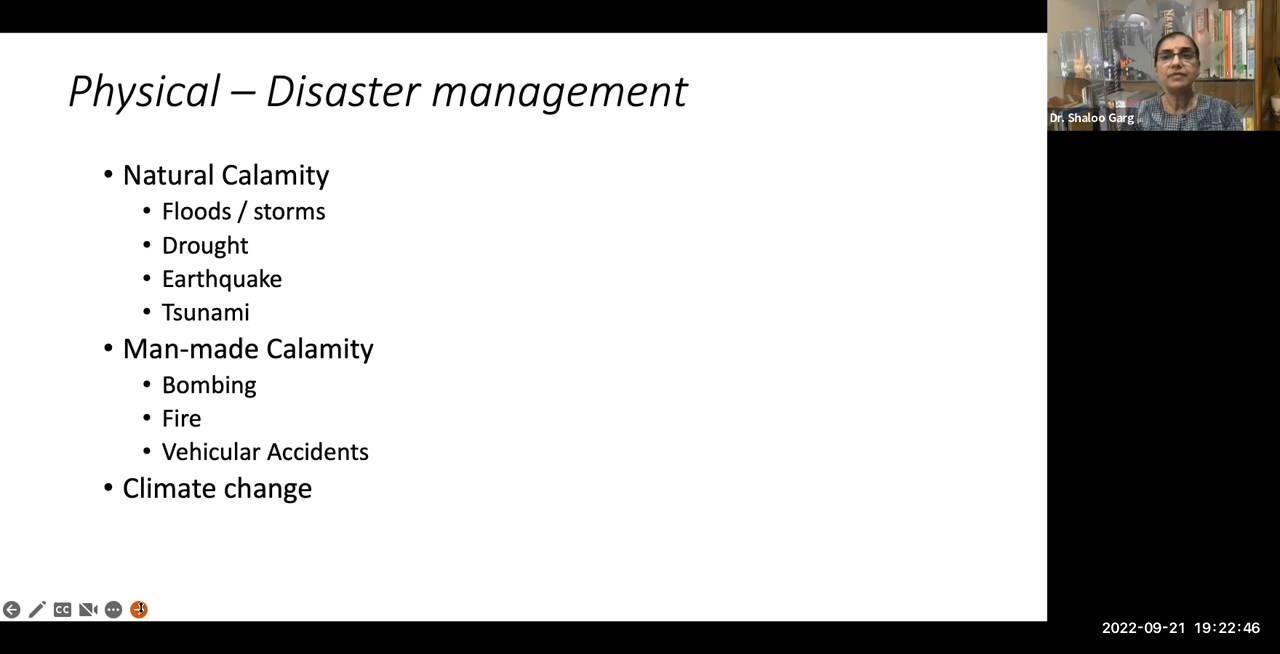 Physical – Disaster management
• Natural Calamity
• Floods / storms
• Drought
• Earthquake
• Tsunami
• Man-made Calamity
• Bombing
• Fire
• Vehicular Accidents
• Climate change
CC
Dr. Shaloo Garg
2022-09-21 19:22:46